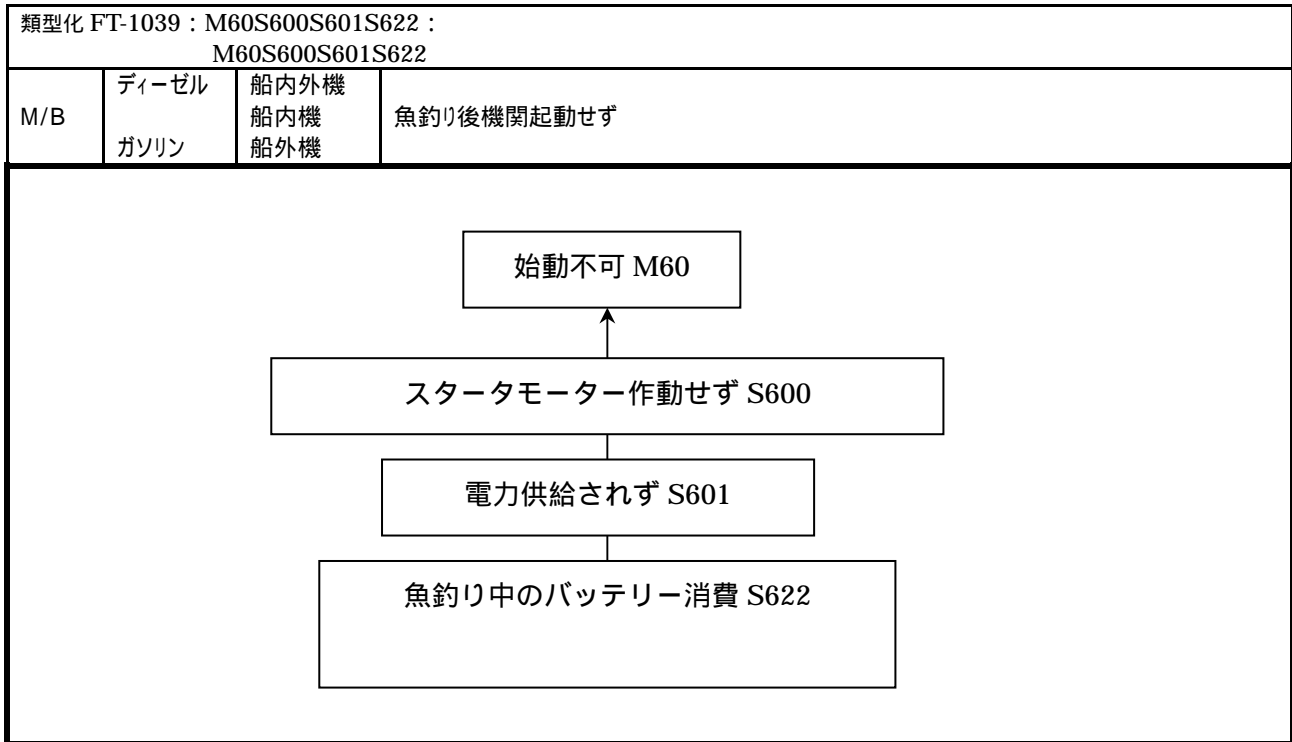 類型化 FT-1039：M60S600S601S622：
M60S600S601S622
M/B
ディーゼル
ガソリン
船内外機
船内機
船外機
魚釣り後機関起動せず
始動不可 M60
スタータモーター作動せず S600
電力供給されず S601
魚釣り中のバッテリー消費 S622